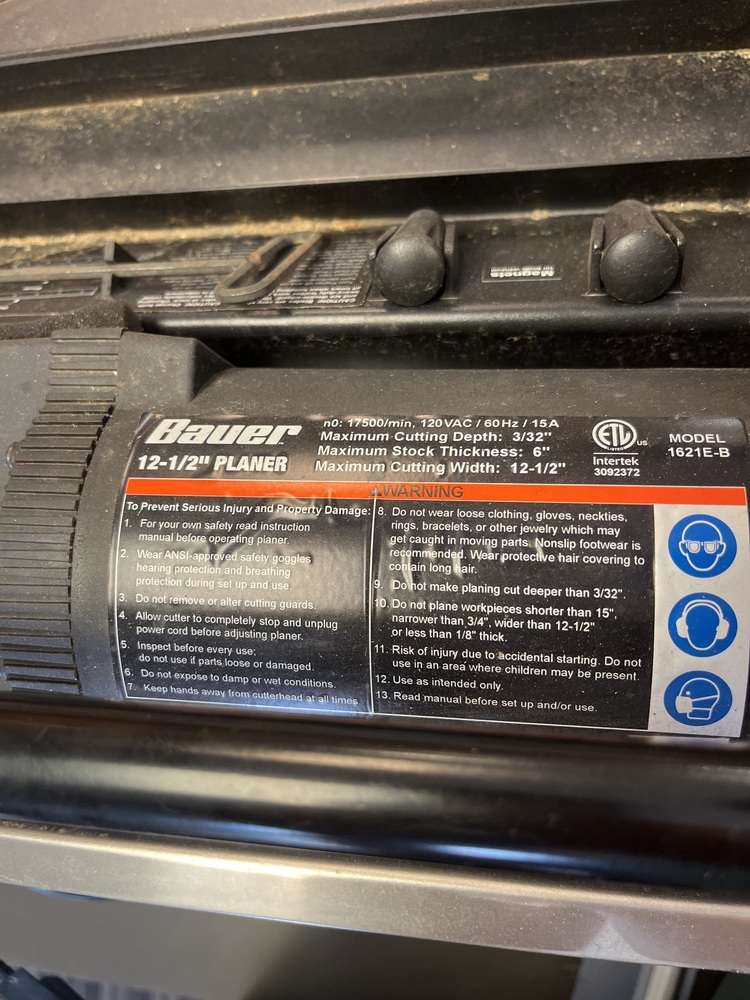 Magnets
Bauer
12-1/2" PLANER
n0: 17500/min, 120VAC / 60Hz / 15A
Maximum Cutting Depth: 3/32"
Maximum Stock Thickness: 6"
Maximum Cutting Width: 12-1/2"
ETL
LISTED
US
Intertek
3092372
MODEL
1621E-B
⚠WARNING
To Prevent Serious Injury and Property Damage:
1. For your own safety read instruction
manual before operating planer.
2. Wear ANSI-approved safety goggles
hearing protection and breathing
protection during set up and use.
3. Do not remove or alter cutting guards.
4. Allow cutter to completely stop and unplug
power cord before adjusting planer.
5. Inspect before every use;
do not use if parts loose or damaged.
6. Do not expose to damp or wet conditions.
7. Keep hands away from cutterhead at all times.
8. Do not wear loose clothing, gloves, neckties,
rings, bracelets, or other jewelry which may
get caught in moving parts. Nonslip footwear is
recommended. Wear protective hair covering to
contain long hair.
9. Do not make planing cut deeper than 3/32".
10. Do not plane workpieces shorter than 15",
narrower than 3/4", wider than 12-1/2"
or less than 1/8" thick.
11. Risk of injury due to accidental starting. Do not
use in an area where children may be present.
12. Use as intended only.
13. Read manual before set up and/or use.